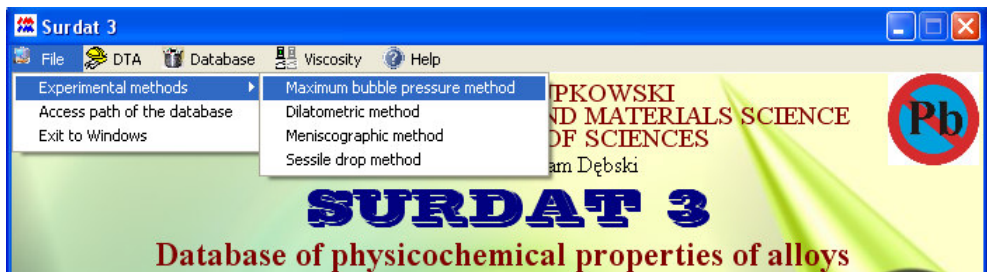 Surdat 3
File DTA Database Viscosity Help
Experimental methods
Access path of the database
Exit to Windows
Maximum bubble pressure method
Dilatometric method
Meniscographic method
Sessile drop method
UPKOWSKI
ND MATERIALS SCIENCE
OF SCIENCES
am Dębski
Pb
SURDAT 3
Database of physicochemical properties of alloys